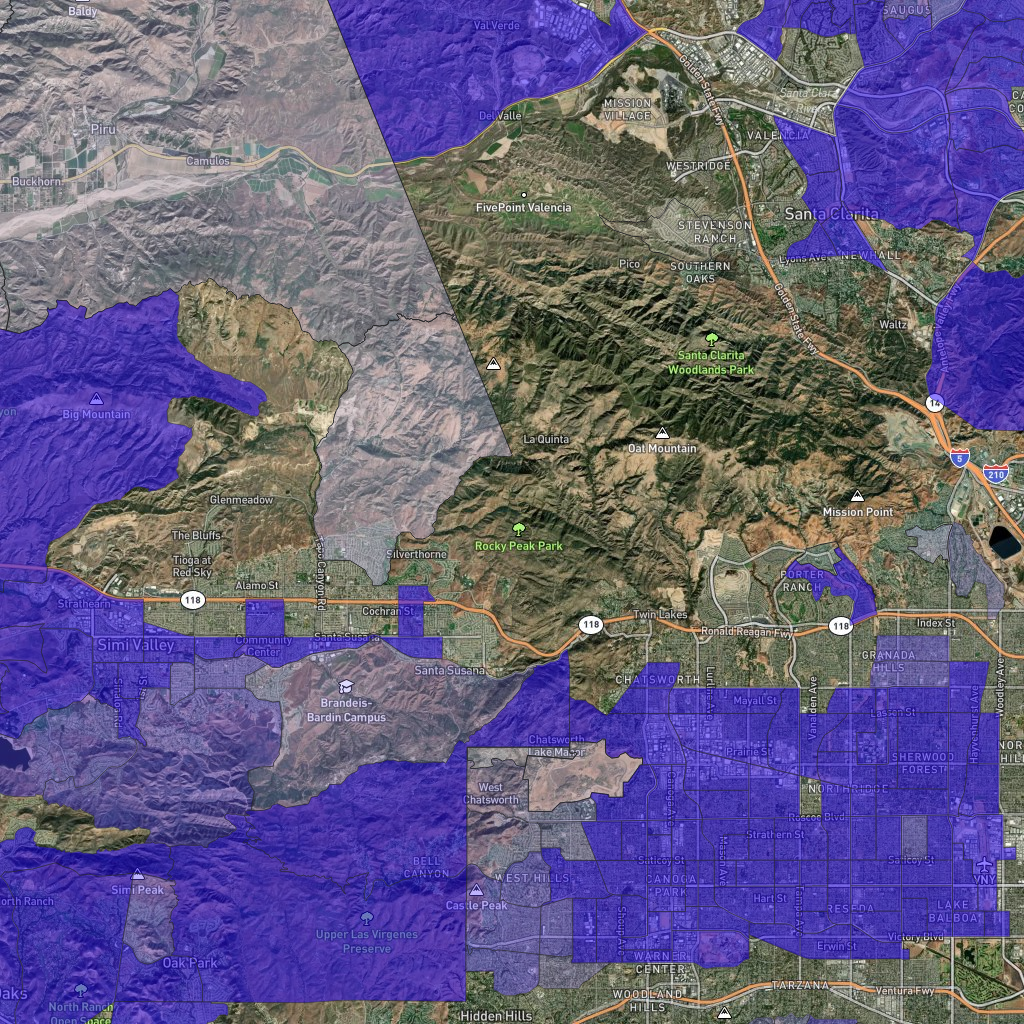 Baldy
Val Verde
SAUGUS
Golden State Fwy
MISSION
VILLAGE
Santa Clar
River
Del Valle
Piru
VALENCIA
Camulos
WESTRIDGE
Buckhorn
FivePoint Valencia
Santa Clarita
STEVENSON
RANCH
Lyons Ave
NEWHALL
Pico
SOUTHERN
OAKS
Golden State Fwy
Waltz
Antelope Valley
Santa Clarita
Woodlands Park
yon
Big Mountain
14
La Quinta
Oat Mountain
5
210
Glenmeadow
Mission Point
The Bluffs
Rocky Peak Park
Silverthorne
Tioga at
Red Sky
Alamo St
PORTER
RANCH
118
Strathearn
Cochran St
118
Twin Lakes
118
Index St
Ronald Reagan Fwy
Simi Valley
Community
Center
Santa Susana
GRANADA
HILLS
Santa Susana
CHATSWORTH
Woodley Ave
Brandeis-
Bardin Campus
Mayall St
Lassen St
Hayvenhurst Ave
Chatsworth
Lake Manor
Prairie St
SHERWOOD
FOREST
West
Chatsworth
NORTHRIDGE
Roscoe Blvd
Strathern St
BELL
CANYON
Saticoy St
Saticoy St
Simi Peak
WEST HILLS
CANOGA
PARK
VNY
orth Ranch
Castle Peak
Hart St
RESEDA
LAKE
BALBOA
Upper Las Virgenes
Preserve
Victory Blvd
Erwin St
Oak Park
WARNER
CENTER
TARZANA
Ventura Fwy
Oaks
WOODLAND
HILLS
North Ranch
Open Space
Hidden Hills